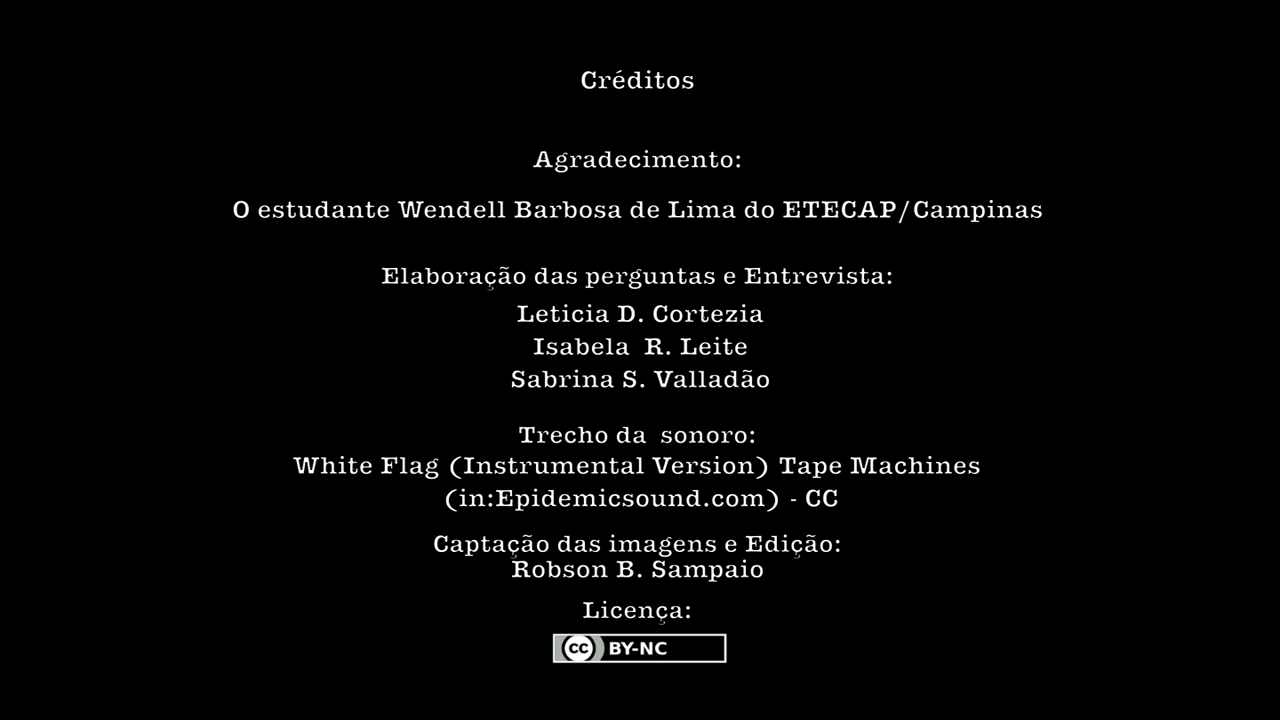 Créditos
Agradecimento:
O estudante Wendell Barbosa de Lima do ETECAP/Campinas
Elaboração das perguntas e Entrevista:
Leticia D. Cortezia
Isabela R. Leite
Sabrina S. Valladão
Trecho da sonoro:
White Flag (Instrumental Version) Tape Machines
(in:Epidemicsound.com) - CC
Captação das imagens e Edição:
Robson B. Sampaio
Licença:
CC BY-NC